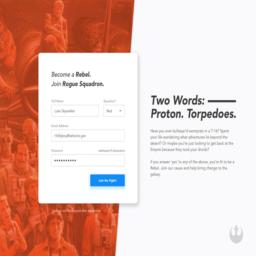 Become a Rebel.
Join Rogue Squadron.
Full Name
Luke Skywalker
Squadron?
Red
Email Address
Password
Join the Fight!
Two Words:
Proton. Torpedoes.
Have you ever bullseye'd womprats in a T-16? Spent
your life wondering what adventures lie beyond the
desert? Or maybe you're just looking to get back at the
Empire because they took your droids?
If you answer 'yes' to any of the above, you're fit to be a
Rebel. Join our cause and help bring change to the
galaxy.